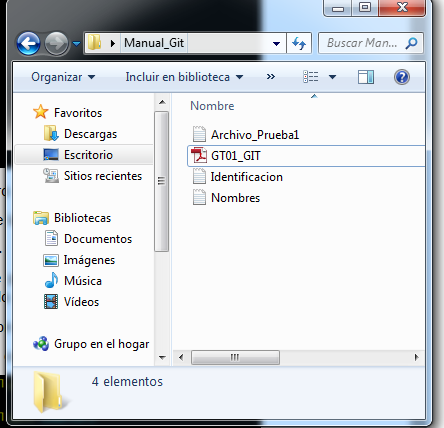 Manual_Git
Buscar Man...
Organizar
Incluir en biblioteca
»
Nombre
Favoritos
Descargas
Escritorio
Sitios recientes
Bibliotecas
Documentos
Imágenes
Música
Vídeos
Grupo en el hogar
Archivo_Prueba1
GT01_GIT
Identificacion
Nombres
4 elementos